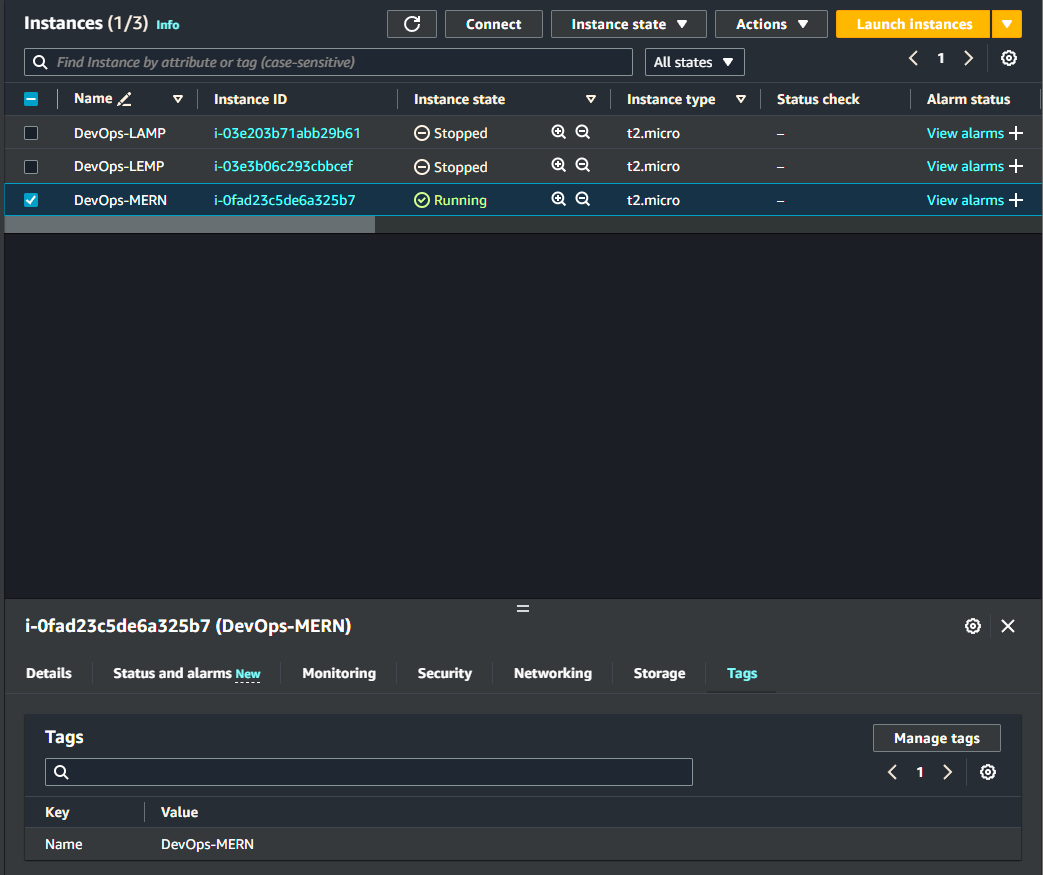 Instances (1/3) Info
Connect
Instance state
Actions
Launch instances
Find Instance by attribute or tag (case-sensitive)
All states
1
Name Instance ID Instance state Instance type Status check Alarm status
DevOps-LAMP i-03e203b71abb29b61 Stopped t2.micro – View alarms +
DevOps-LEMP i-03e3b06c293cbbcef Stopped t2.micro – View alarms +
DevOps-MERN i-0fad23c5de6a325b7 Running t2.micro – View alarms +
i-0fad23c5de6a325b7 (DevOps-MERN)
Details Status and alarms New Monitoring Security Networking Storage Tags
Tags
Manage tags
1
Key Value
Name DevOps-MERN